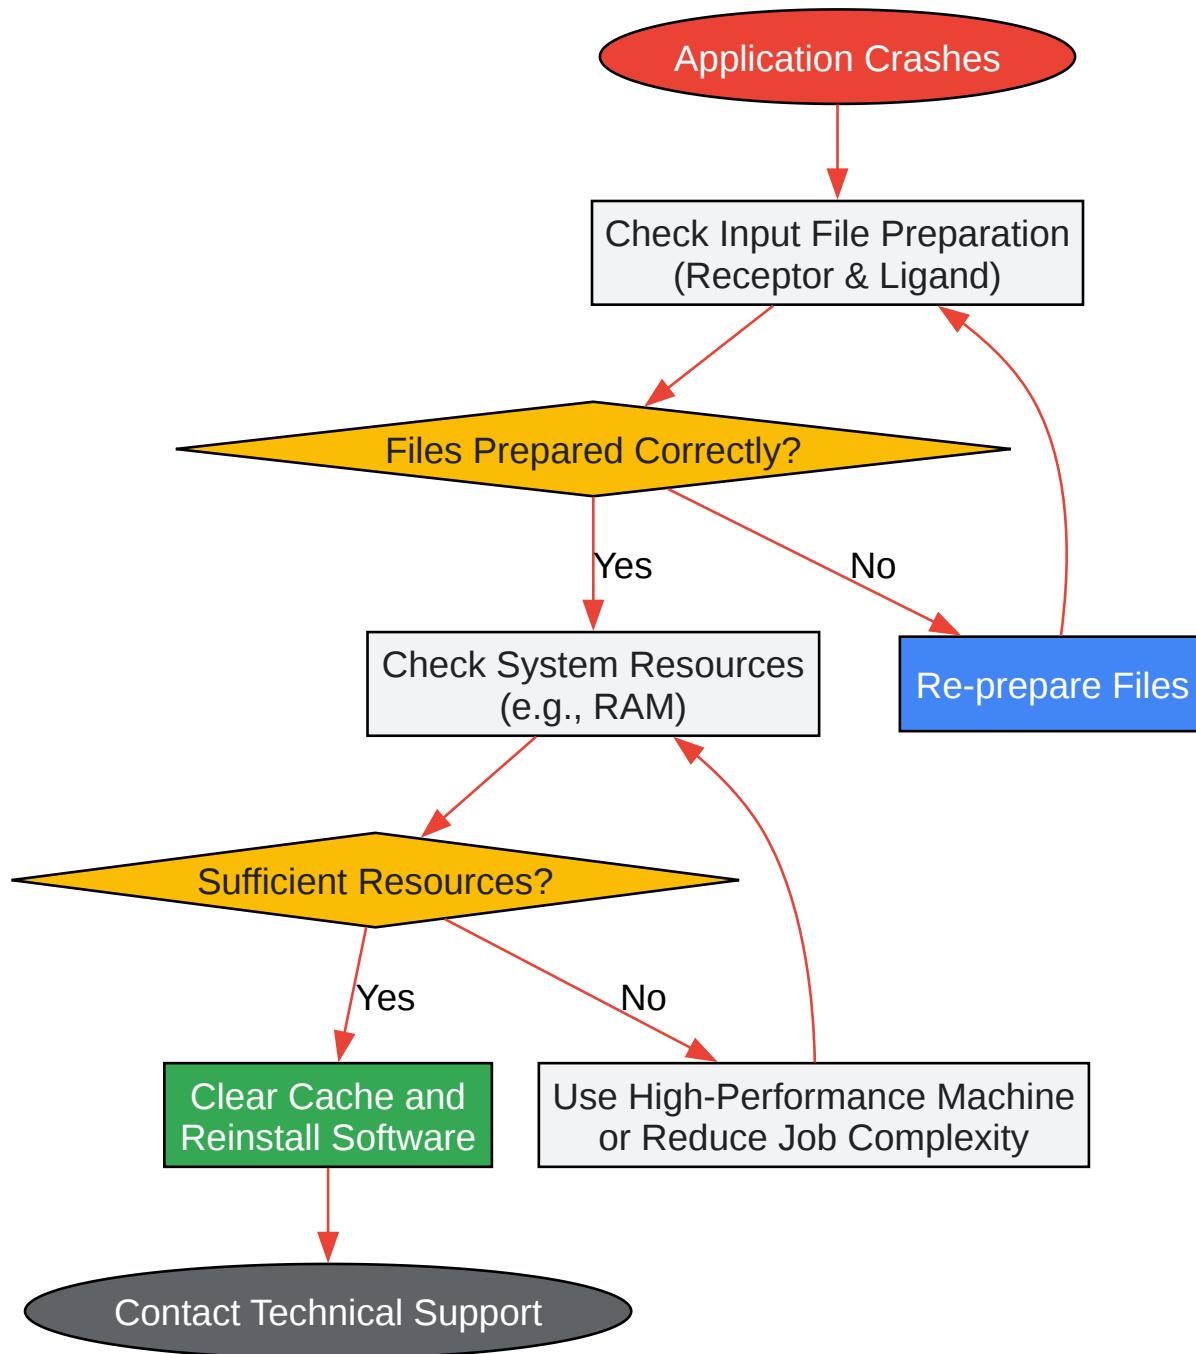 Application Crashes
Check Input File Preparation
(Receptor & Ligand)
Files Prepared Correctly?
Yes
No
Check System Resources
(e.g., RAM)
Re-prepare Files
Sufficient Resources?
Yes
No
Clear Cache and
Reinstall Software
Use High-Performance Machine
or Reduce Job Complexity
Contact Technical Support